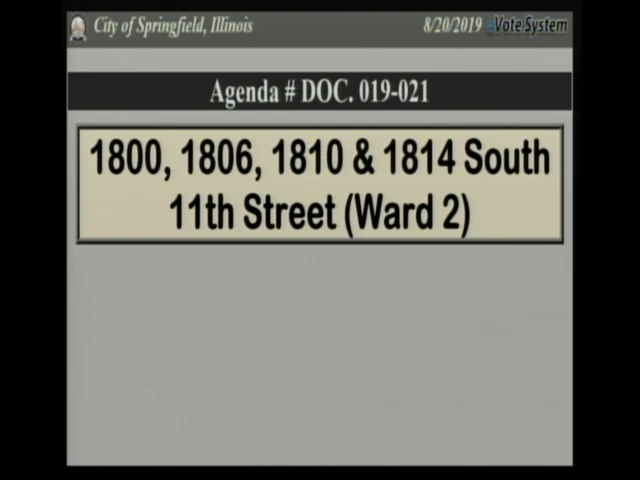 City of Springfield, Illinois 8/20/2019 eVote System
Agenda # DOC. 019-021
1800, 1806, 1810 & 1814 South
11th Street (Ward 2)